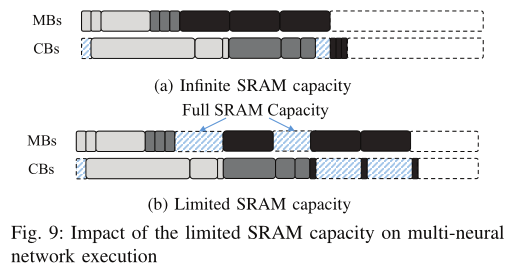 MBs
CBs
(a) Infinite SRAM capacity
Full SRAM Capacity
MBs
CBs
(b) Limited SRAM capacity
Fig. 9: Impact of the limited SRAM capacity on multi-neural
network execution